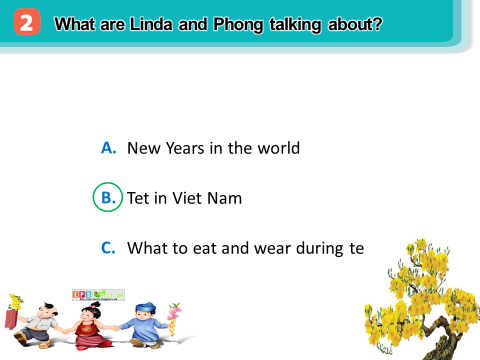 2 What are Linda and Phong talking about?
A. New Years in the world
B. Tet in Viet Nam
C. What to eat and wear during te
EPS